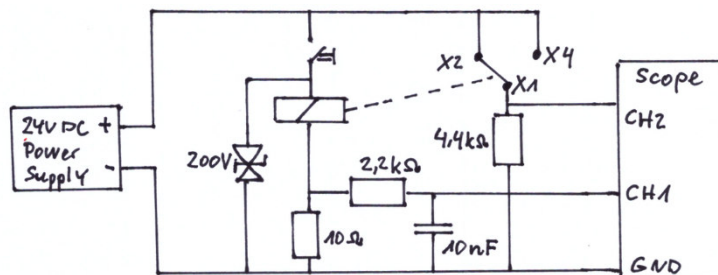 24V DC +
Power
Supply -
200V
10Ω
2,2kΩ
10nF
X2
X4
X1
4,4kΩ
Scope
CH2
CH1
GND